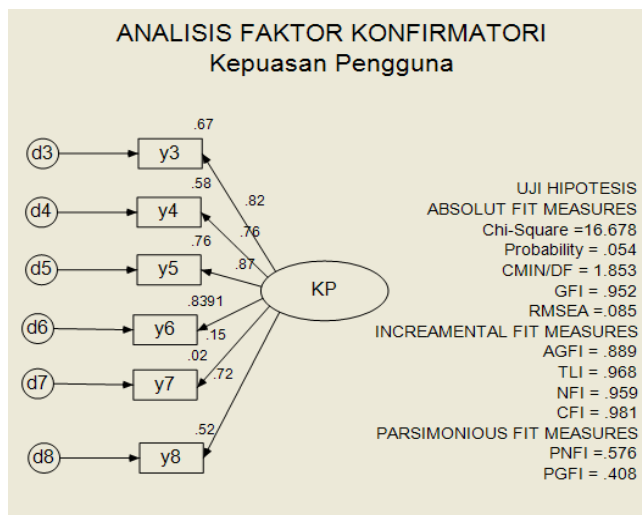 ANALISIS FAKTOR KONFIRMATORI
Kepuasan Pengguna
.67
d3
y3
.82
.58
d4
y4
.76
.76
d5
y5
.87
KP
.8391
d6
y6
.15
.02
d7
y7
.72
.52
d8
y8
UJI HIPOTESIS
ABSOLUT FIT MEASURES
Chi-Square =16.678
Probability = .054
CMIN/DF = 1.853
GFI = .952
RMSEA =.085
INCREAMENTAL FIT MEASURES
AGFI = .889
TLI = .968
NFI = .959
CFI = .981
PARSIMONIOUS FIT MEASURES
PNFI =.576
PGFI = .408